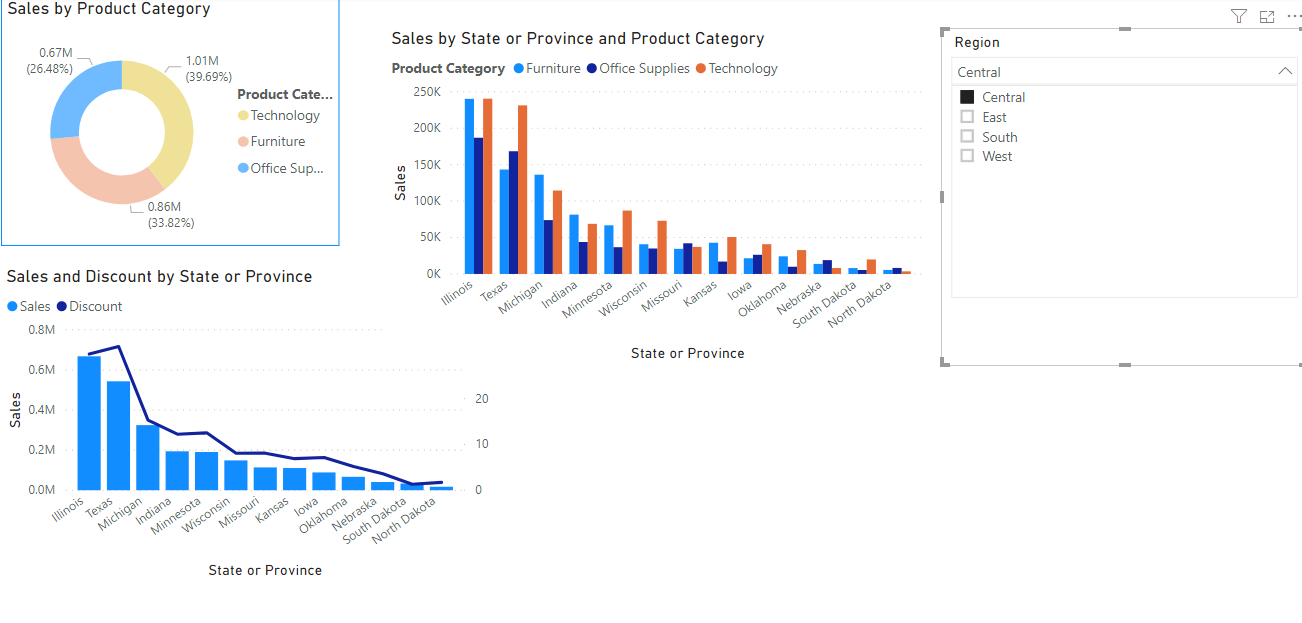 Sales by Product Category
0.67M
(26.48%)
1.01M
(39.69%)
0.86M
(33.82%)
Product Cate...
Technology
Furniture
Office Sup...
Sales by State or Province and Product Category
Product Category Furniture Office Supplies Technology
Sales
250K
200K
150K
100K
50K
0K
Illinois
Texas
Michigan
Indiana
Minnesota
Wisconsin
Missouri
Kansas
Iowa
Oklahoma
Nebraska
South Dakota
North Dakota
State or Province
Region
Central
Central
East
South
West
Sales and Discount by State or Province
Sales Discount
Sales
0.8M
0.6M
0.4M
0.2M
0.0M
20
10
0
Illinois
Texas
Michigan
Indiana
Minnesota
Wisconsin
Missouri
Kansas
Iowa
Oklahoma
Nebraska
South Dakota
North Dakota
State or Province